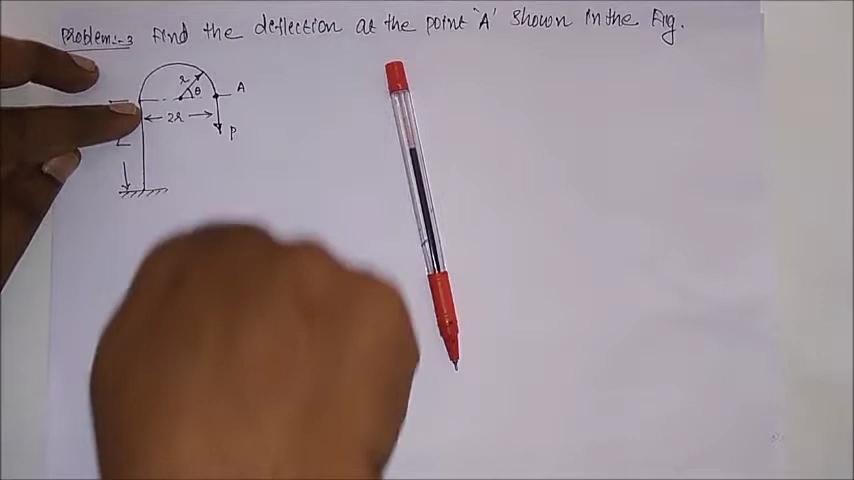 Problem:-3 Find the deflection at the point 'A' shown in the Fig.
r
θ
A
2r
P
L